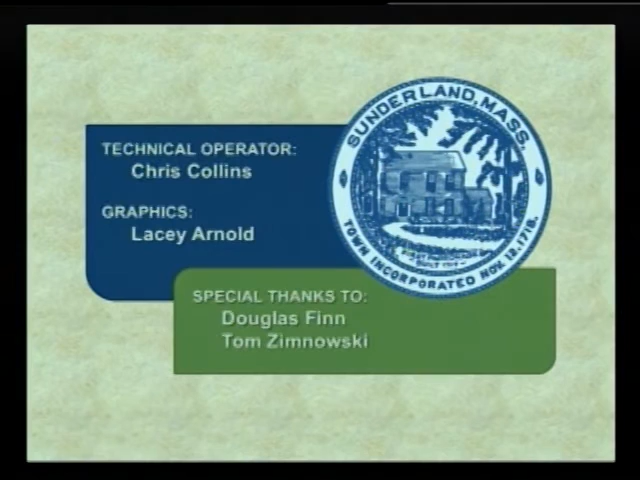 TECHNICAL OPERATOR:
Chris Collins
GRAPHICS:
Lacey Arnold
SPECIAL THANKS TO:
Douglas Finn
Tom Zimnowski
SUNDERLAND, MASS.
TOWN INCORPORATED NOV. 12, 1718.